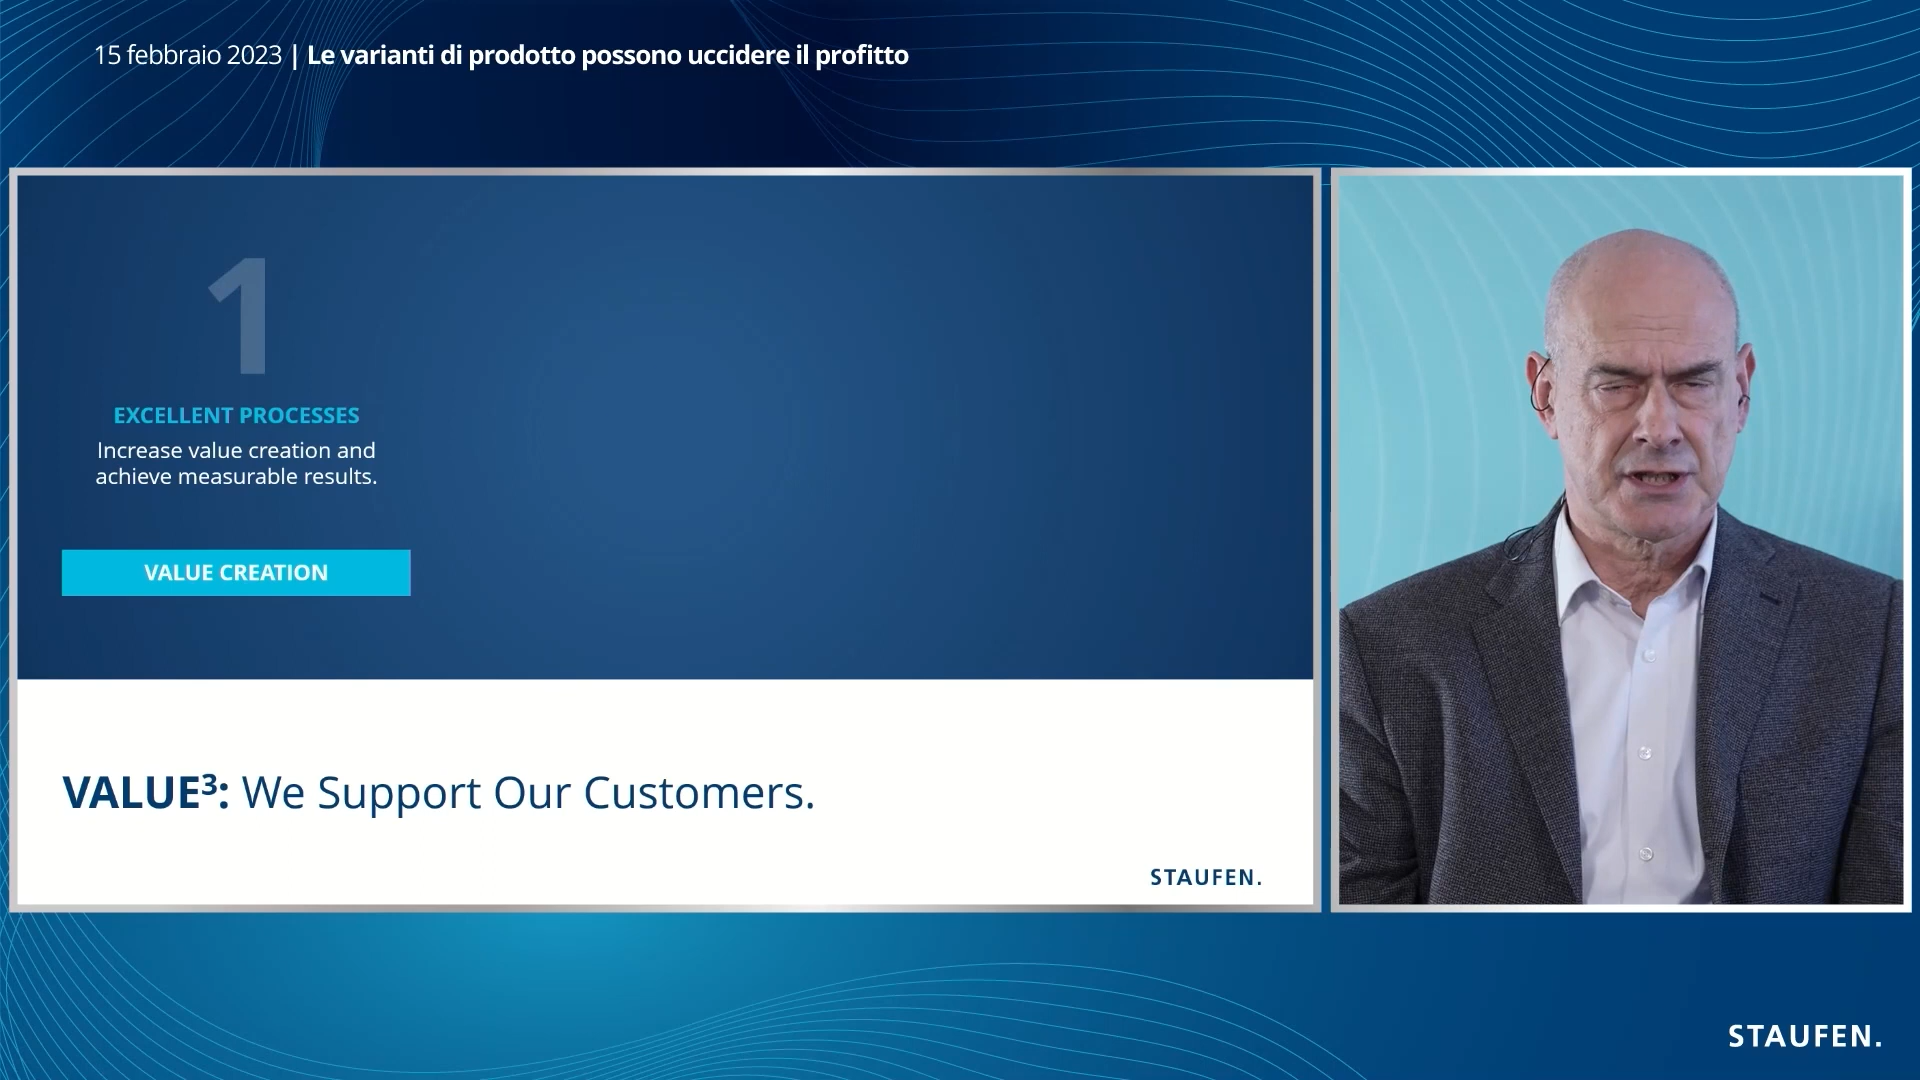 15 febbraio 2023 | Le varianti di prodotto possono uccidere il profitto
1
EXCELLENT PROCESSES
Increase value creation and
achieve measurable results.
VALUE CREATION
VALUE³: We Support Our Customers.
STAUFEN.
STAUFEN.